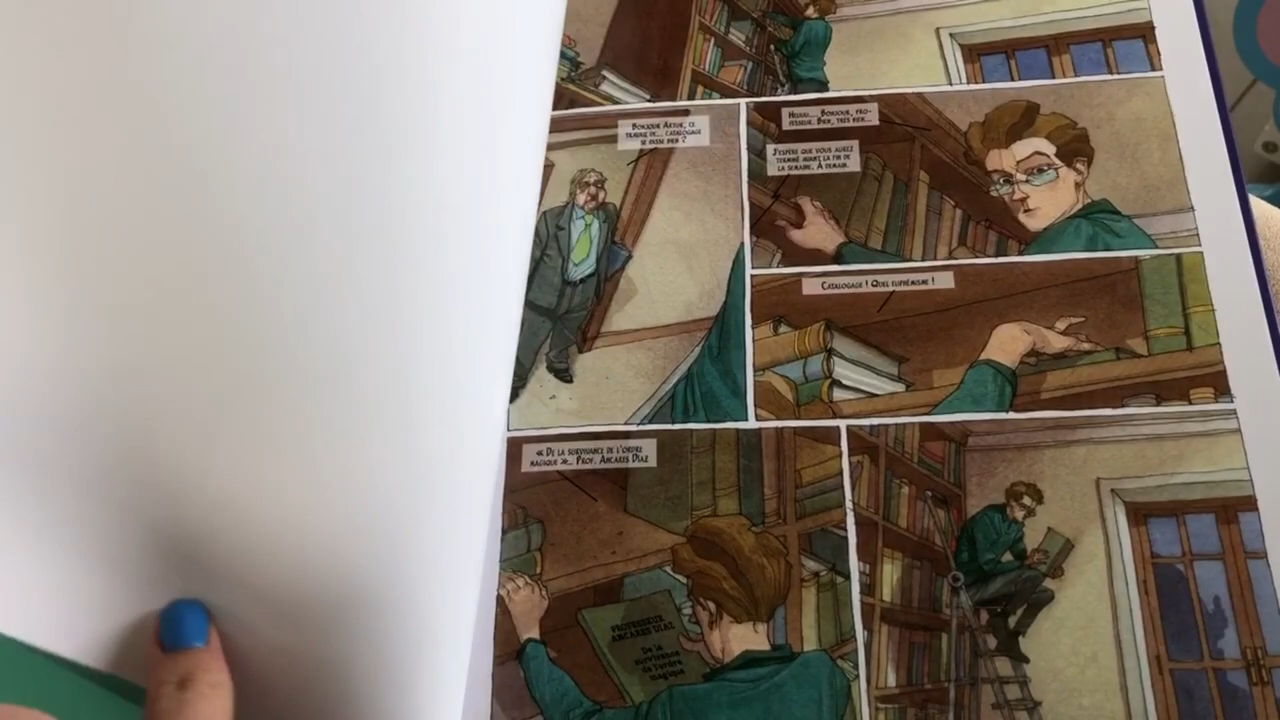 BONJOUR ARTUR, CE
TRAVAIL DE... CATALOGAGE
SE PASSE BIEN ?
HEUUU... BONJOUR, PRO-
FESSEUR. BIEN, TRÈS BIEN...
J'ESPÈRE QUE VOUS AUREZ
TERMINÉ AVANT LA FIN DE
LA SEMAINE. À DEMAIN.
CATALOGAGE ! QUEL EUPHÉMISME !
« DE LA SURVIVANCE DE L'ORDRE
MAGIQUE »... PROF. ANCARES DIAZ
PROFESSEUR
ANCARES DIAZ
De la
survivance
de l'ordre
magique